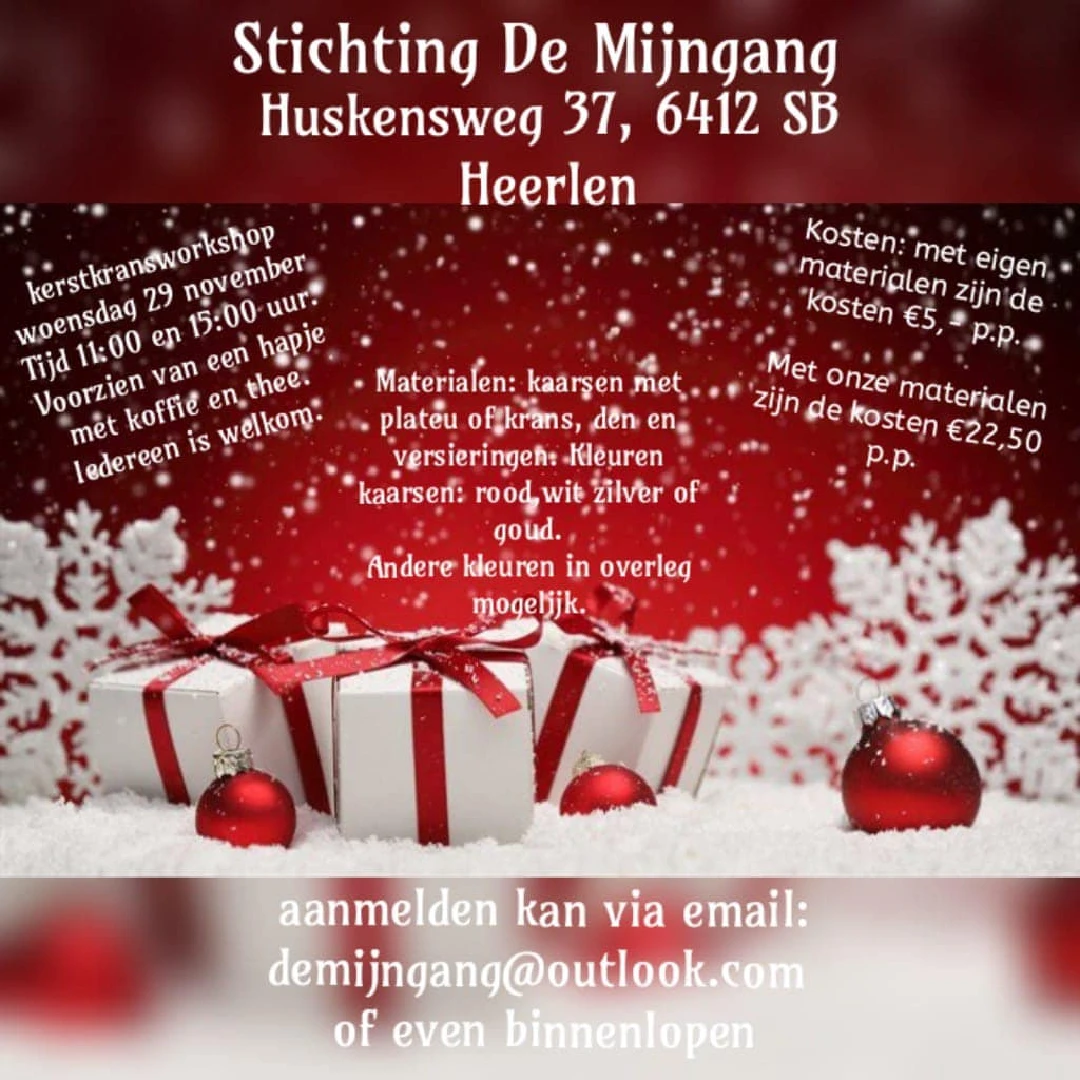 Stichting De Mijngang
Huskensweg 37, 6412 SB
Heerlen
kerstkransworkshop
woensdag 29 november
Tijd 11:00 en 15:00 uur.
Voorzien van een hapje
met koffie en thee.
Iedereen is welkom.
Materialen: kaarsen met
plateu of krans, den en
versieringen. Kleuren
kaarsen: rood,wit zilver of
goud.
Andere kleuren in overleg
mogelijk.
Kosten: met eigen
materialen zijn de
kosten €5,- p.p.
Met onze materialen
zijn de kosten €22,50
p.p.
aanmelden kan via email:
demijngang@outlook.com
of even binnenlopen